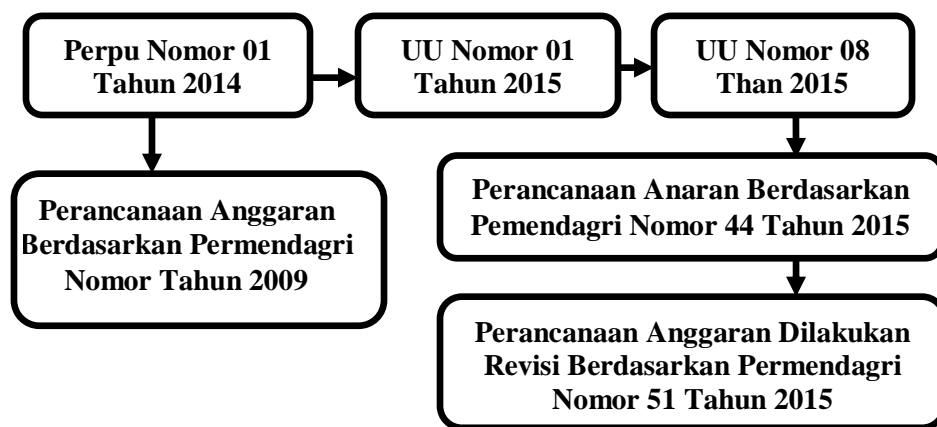 Perpu Nomor 01
Tahun 2014
UU Nomor 01
Tahun 2015
UU Nomor 08
Than 2015
Perancanaan Anggaran
Berdasarkan Permendagri
Nomor Tahun 2009
Perancanaan Anaran Berdasarkan
Pemendagri Nomor 44 Tahun 2015
Perancanaan Anggaran Dilakukan
Revisi Berdasarkan Permendagri
Nomor 51 Tahun 2015